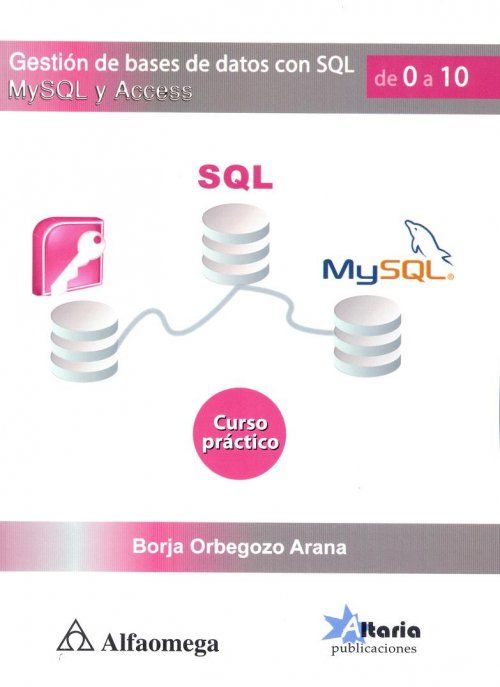 Gestión de bases de datos con SQL
MySQL y Access
de 0 a 10
SQL
MySQL®
Curso
práctico
Borja Orbegozo Arana
Alfaomega
Altaria
publicaciones